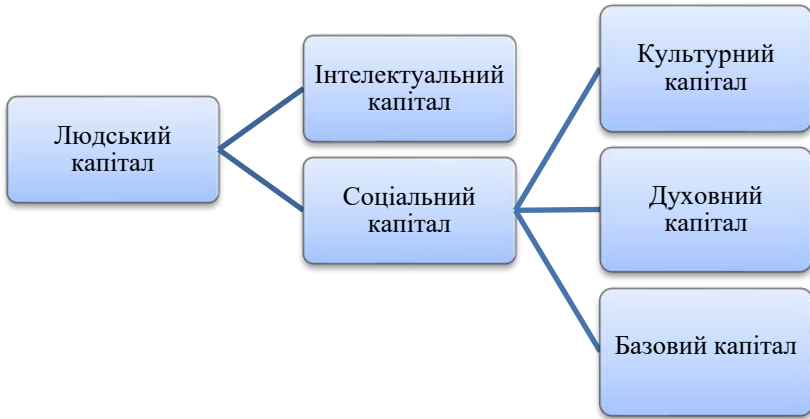 Людський
капітал
Інтелектуальний
капітал
Соціальний
капітал
Культурний
капітал
Духовний
капітал
Базовий капітал